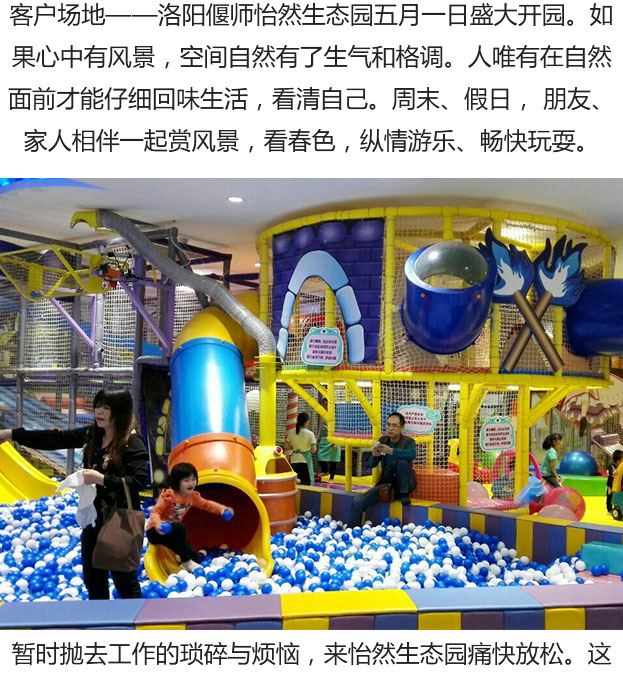 客户场地——洛阳偃师怡然生态园五月一日盛大开园。如
果心中有风景，空间自然有了生气和格调。人唯有在自然
面前才能仔细回味生活，看清自己。周末、假日， 朋友、
家人相伴一起赏风景，看春色，纵情游乐、畅快玩耍。
暂时抛去工作的琐碎与烦恼，来怡然生态园痛快放松。这